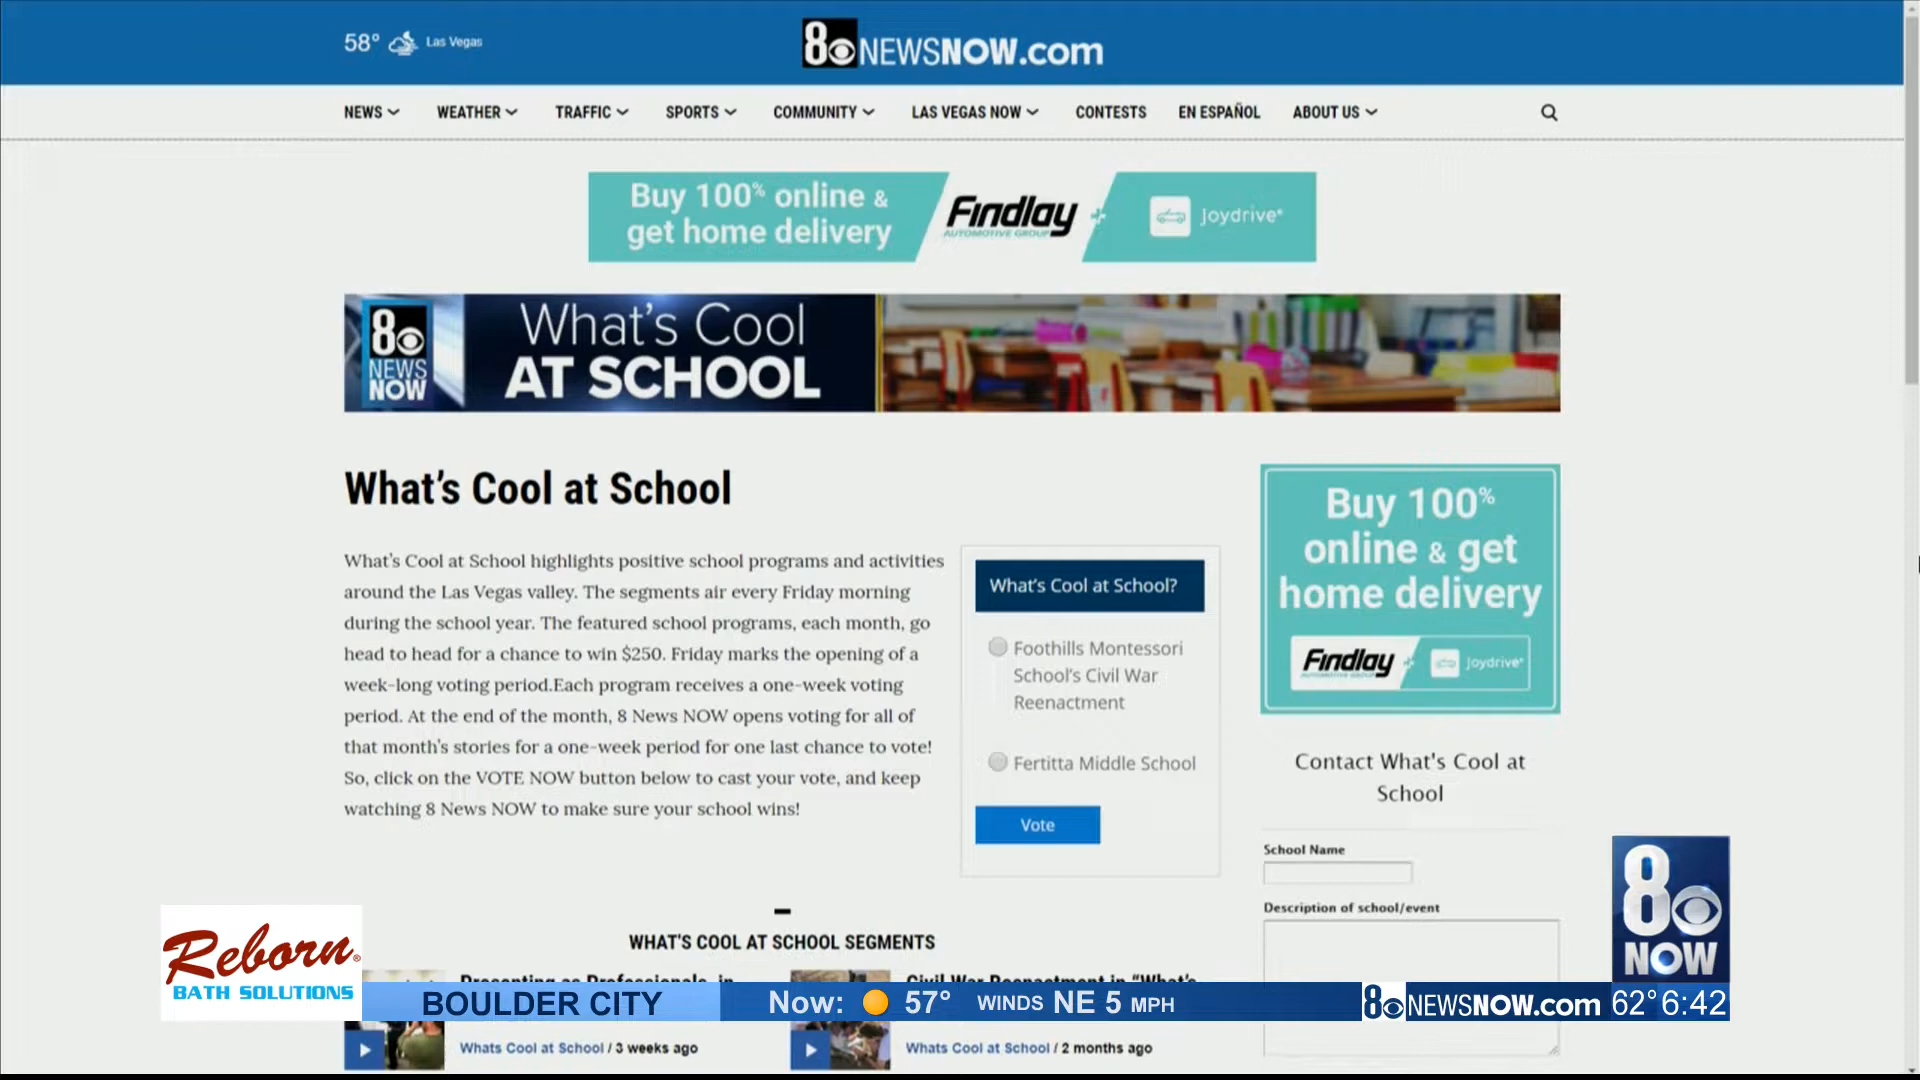 58° Las Vegas
8 NEWSNOW.com
NEWS WEATHER TRAFFIC SPORTS COMMUNITY LAS VEGAS NOW CONTESTS EN ESPAÑOL ABOUT US
Buy 100% online &
get home delivery
Findlay
AUTOMOTIVE GROUP
+
Joydrive
8 NEWS NOW
What's Cool
AT SCHOOL
What's Cool at School
What's Cool at School highlights positive school programs and activities
around the Las Vegas valley. The segments air every Friday morning
during the school year. The featured school programs, each month, go
head to head for a chance to win $250. Friday marks the opening of a
week-long voting period.Each program receives a one-week voting
period. At the end of the month, 8 News NOW opens voting for all of
that month's stories for a one-week period for one last chance to vote!
So, click on the VOTE NOW button below to cast your vote, and keep
watching 8 News NOW to make sure your school wins!
What's Cool at School?
Foothills Montessori
School's Civil War
Reenactment
Fertitta Middle School
Vote
Buy 100%
online & get
home delivery
Findlay + Joydrive
Contact What's Cool at
School
School Name
Description of school/event
WHAT'S COOL AT SCHOOL SEGMENTS
Presenting as Professionals, in
Civil War Reenactment in "What's
Whats Cool at School / 3 weeks ago
Whats Cool at School / 2 months ago
Reborn®
BATH SOLUTIONS
BOULDER CITY
Now: 57° WINDS NE 5 MPH
8 NEWSNOW.com 62° 6:42
8
NOW